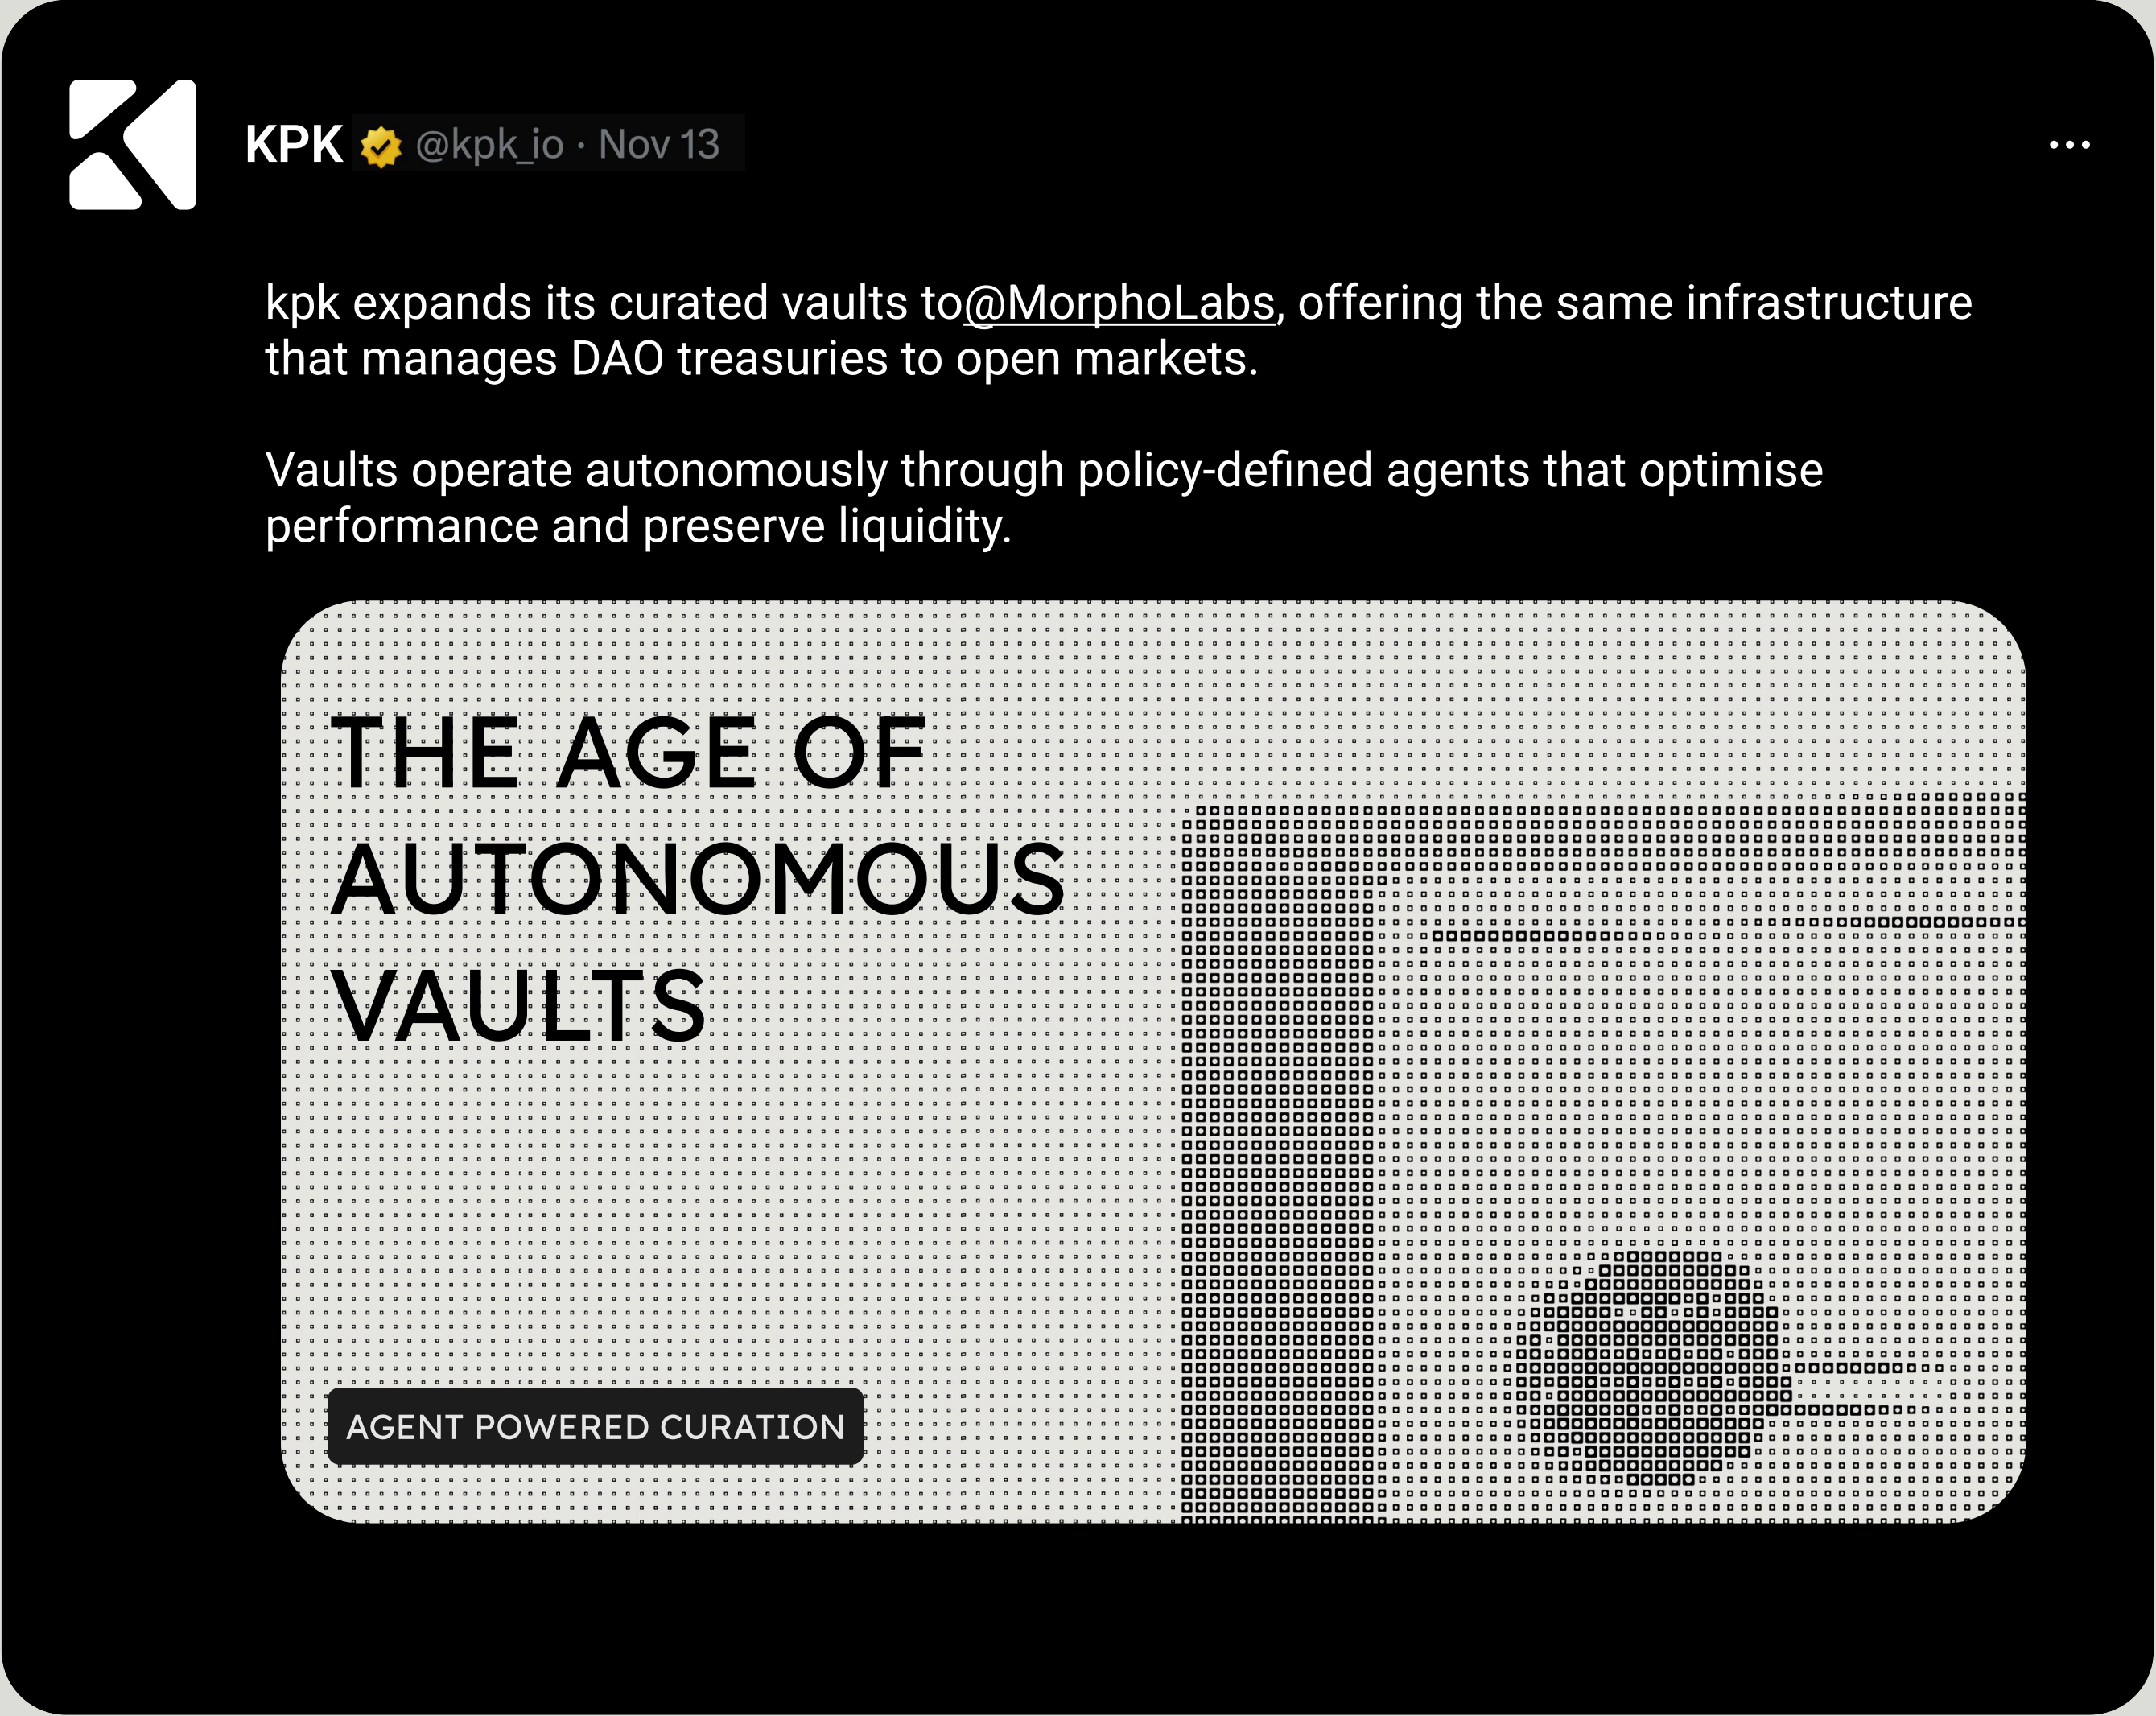 KPK @kpk_io · Nov 13
kpk expands its curated vaults to@MorphoLabs, offering the same infrastructure
that manages DAO treasuries to open markets.
Vaults operate autonomously through policy-defined agents that optimise
performance and preserve liquidity.
THE AGE OF
AUTONOMOUS
VAULTS
AGENT POWERED CURATION